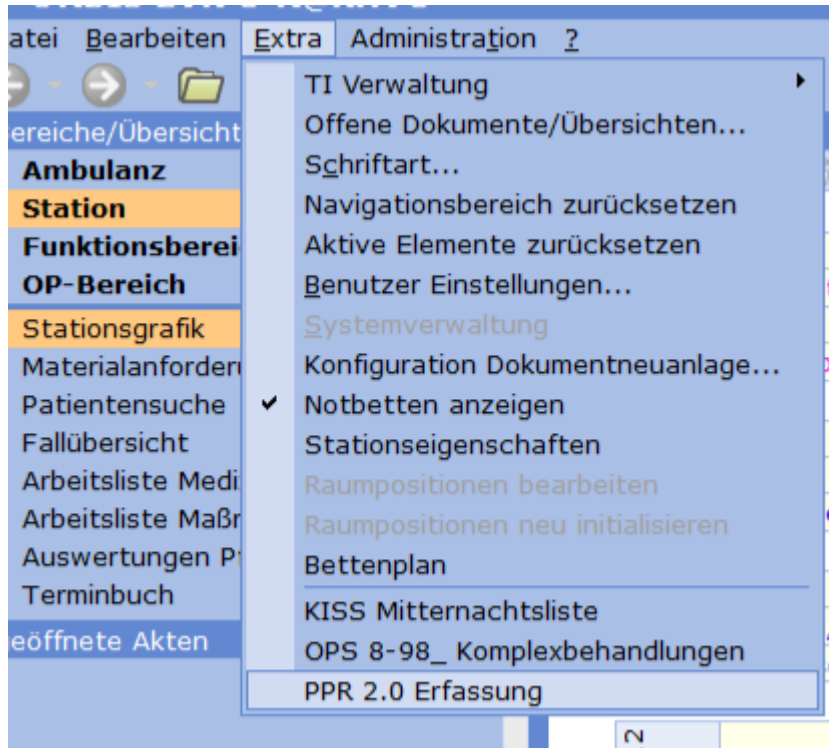 atei Bearbeiten Extra Administration ?
ereiche/Übersicht
Ambulanz
Station
Funktionsberei
OP-Bereich
Stationsgrafik
Materialanforder
Patientensuche
Fallübersicht
Arbeitsliste Medi
Arbeitsliste Maßr
Auswertungen Pf
Terminbuch
eöffnete Akten
TI Verwaltung
Offene Dokumente/Übersichten...
Schriftart...
Navigationsbereich zurücksetzen
Aktive Elemente zurücksetzen
Benutzer Einstellungen...
Systemverwaltung
Konfiguration Dokumentneuanlage...
Notbetten anzeigen
Stationseigenschaften
Raumpositionen bearbeiten
Raumpositionen neu initialisieren
Bettenplan
KISS Mitternachtsliste
OPS 8-98_ Komplexbehandlungen
PPR 2.0 Erfassung
2